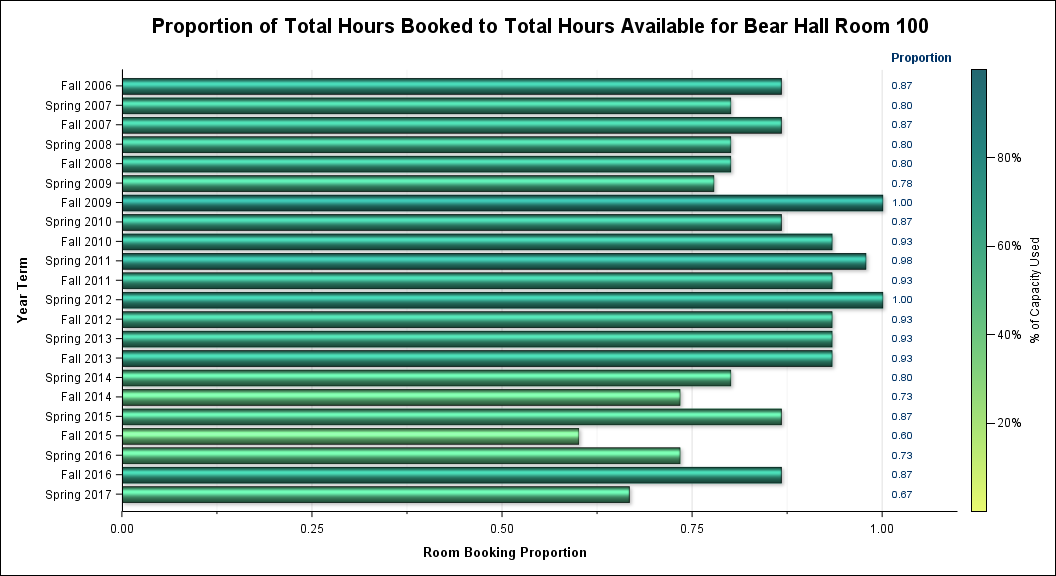 Proportion of Total Hours Booked to Total Hours Available for Bear Hall Room 100
Proportion
Fall 2006 0.87
Spring 2007 0.80
Fall 2007 0.87
Spring 2008 0.80
Fall 2008 0.80
Spring 2009 0.78
Fall 2009 1.00
Spring 2010 0.87
Fall 2010 0.93
Spring 2011 0.98
Fall 2011 0.93
Spring 2012 1.00
Fall 2012 0.93
Spring 2013 0.93
Fall 2013 0.93
Spring 2014 0.80
Fall 2014 0.73
Spring 2015 0.87
Fall 2015 0.60
Spring 2016 0.73
Fall 2016 0.87
Spring 2017 0.67
Year Term
0.00 0.25 0.50 0.75 1.00
Room Booking Proportion
80%
60%
40%
20%
% of Capacity Used